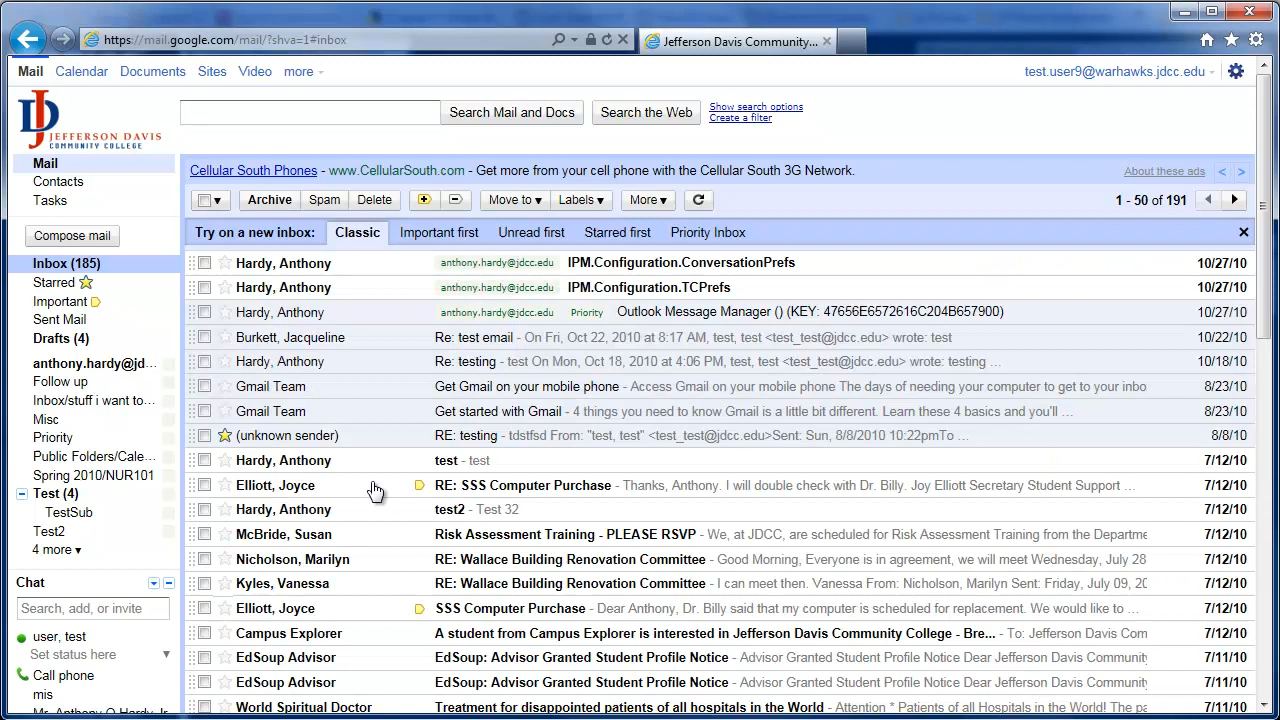 https://mail.google.com/mail/?shva=1#inbox
Jefferson Davis Community...
Mail Calendar Documents Sites Video more
test.user9@warhawks.jdcc.edu
JD
JEFFERSON DAVIS
COMMUNITY COLLEGE
Search Mail and Docs
Search the Web
Show search options
Create a filter
Mail
Contacts
Tasks
Compose mail
Inbox (185)
Starred
Important
Sent Mail
Drafts (4)
anthony.hardy@jd...
Follow up
Inbox/stuff i want to...
Misc
Priority
Public Folders/Cale...
Spring 2010/NUR101
Test (4)
TestSub
Test2
4 more
Chat
Search, add, or invite
user, test
Set status here
Call phone
mis
Mr. Anthony O Hardy, Jr.
Cellular South Phones - www.CellularSouth.com - Get more from your cell phone with the Cellular South 3G Network.
About these ads < >
Archive Spam Delete Move to Labels More
1 - 50 of 191
Try on a new inbox: Classic Important first Unread first Starred first Priority Inbox
Hardy, Anthony anthony.hardy@jdcc.edu IPM.Configuration.ConversationPrefs 10/27/10
Hardy, Anthony anthony.hardy@jdcc.edu IPM.Configuration.TCPrefs 10/27/10
Hardy, Anthony anthony.hardy@jdcc.edu Priority Outlook Message Manager () (KEY: 47656E6572616C204B657900) 10/27/10
Burkett, Jacqueline Re: test email - On Fri, Oct 22, 2010 at 8:17 AM, test, test <test_test@jdcc.edu> wrote: test 10/22/10
Hardy, Anthony Re: testing - test On Mon, Oct 18, 2010 at 4:06 PM, test, test <test_test@jdcc.edu> wrote: testing ... 10/18/10
Gmail Team Get Gmail on your mobile phone - Access Gmail on your mobile phone The days of needing your computer to get to your inbo 8/23/10
Gmail Team Get started with Gmail - 4 things you need to know Gmail is a little bit different. Learn these 4 basics and you'll ... 8/23/10
(unknown sender) RE: testing - tdstfsd From: "test, test" <test_test@jdcc.edu>Sent: Sun, 8/8/2010 10:22pmTo ... 8/8/10
Hardy, Anthony test - test 7/12/10
Elliott, Joyce RE: SSS Computer Purchase - Thanks, Anthony. I will double check with Dr. Billy. Joy Elliott Secretary Student Support ... 7/12/10
Hardy, Anthony test2 - Test 32 7/12/10
McBride, Susan Risk Assessment Training - PLEASE RSVP - We, at JDCC, are scheduled for Risk Assessment Training from the Departme 7/12/10
Nicholson, Marilyn RE: Wallace Building Renovation Committee - Good Morning, Everyone is in agreement, we will meet Wednesday, July 28 7/12/10
Kyles, Vanessa RE: Wallace Building Renovation Committee - I can meet then. Vanessa From: Nicholson, Marilyn Sent: Friday, July 09, 20 7/12/10
Elliott, Joyce SSS Computer Purchase - Dear Anthony, Dr. Billy said that my computer is scheduled for replacement. We would like to ... 7/12/10
Campus Explorer A student from Campus Explorer is interested in Jefferson Davis Community College - Bre... - To: Jefferson Davis Com 7/12/10
EdSoup Advisor EdSoup: Advisor Granted Student Profile Notice - Advisor Granted Student Profile Notice Dear Jefferson Davis Community 7/11/10
EdSoup Advisor EdSoup: Advisor Granted Student Profile Notice - Advisor Granted Student Profile Notice Dear Jefferson Davis Community 7/11/10
World Spiritual Doctor Treatment for disappointed patients of all hospitals in the World - Attention * Patients of all Hospitals in the World! The pa 7/11/10